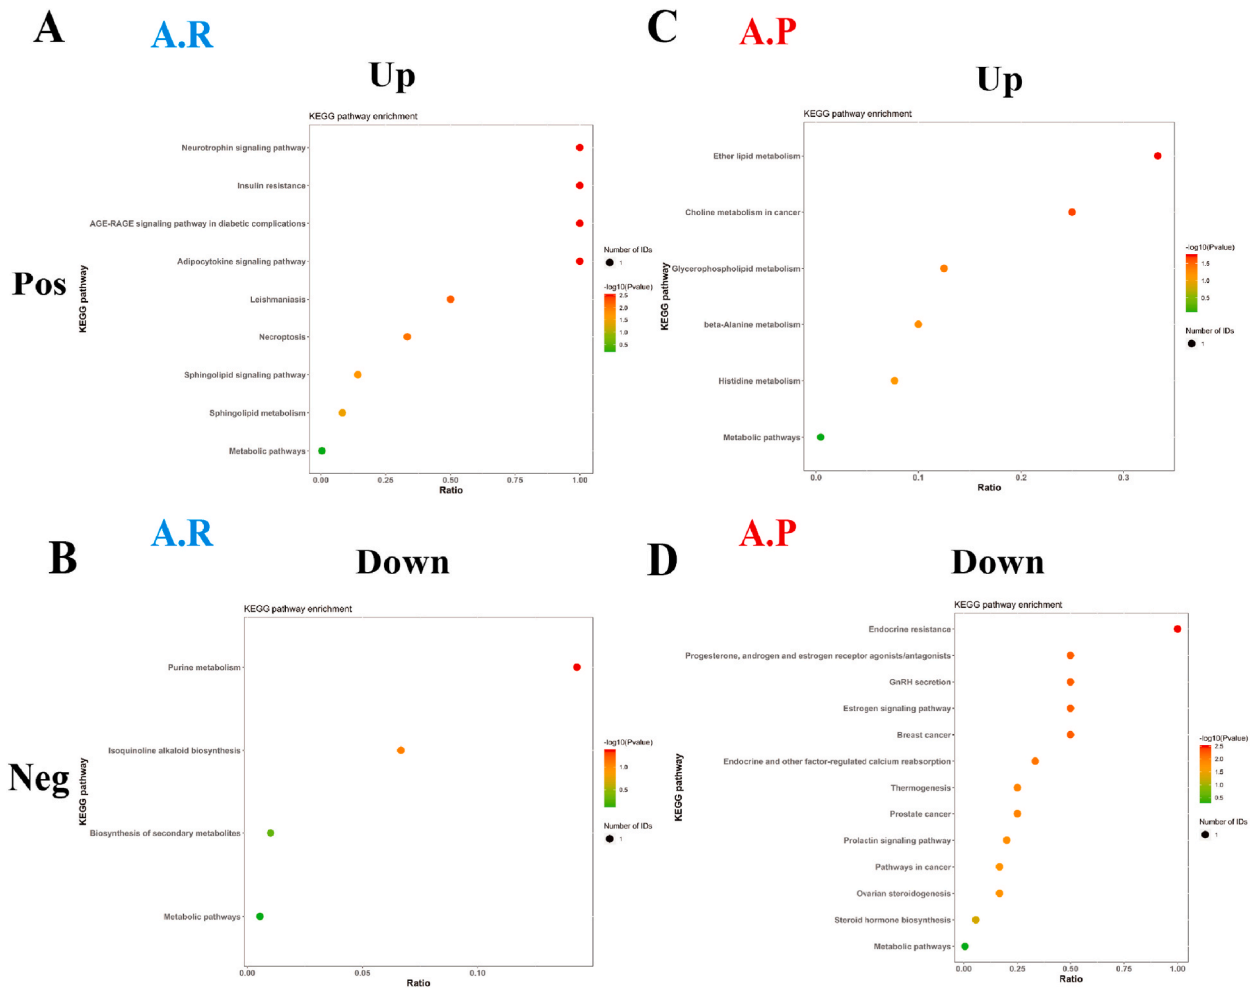 A
A.R
Up
KEGG pathway enrichment
Neurotrophin signaling pathway
Insulin resistance
AGE-RAGE signaling pathway in diabetic complications
Adipocytokine signaling pathway
Leishmaniasis
Necroptosis
Sphingolipid signaling pathway
Sphingolipid metabolism
Metabolic pathways
KEGG pathway
0.00 0.25 0.50 0.75 1.00
Ratio
Number of IDs
1
-log10(Pvalue)
2.5
2.0
1.5
1.0
0.5
Pos
C
A.P
Up
KEGG pathway enrichment
Ether lipid metabolism
Choline metabolism in cancer
Glycerophospholipid metabolism
beta-Alanine metabolism
Histidine metabolism
Metabolic pathways
KEGG pathway
0.0 0.1 0.2 0.3
Ratio
-log10(Pvalue)
1.5
1.0
0.5
Number of IDs
1
B
A.R
Down
KEGG pathway enrichment
Purine metabolism
Isoquinoline alkaloid biosynthesis
Biosynthesis of secondary metabolites
Metabolic pathways
KEGG pathway
0.00 0.05 0.10
Ratio
-log10(Pvalue)
1.0
0.5
Number of IDs
1
Neg
D
A.P
Down
KEGG pathway enrichment
Endocrine resistance
Progesterone, androgen and estrogen receptor agonists/antagonists
GnRH secretion
Estrogen signaling pathway
Breast cancer
Endocrine and other factor-regulated calcium reabsorption
Thermogenesis
Prostate cancer
Prolactin signaling pathway
Pathways in cancer
Ovarian steroidogenesis
Steroid hormone biosynthesis
Metabolic pathways
KEGG pathway
0.00 0.25 0.50 0.75 1.00
Ratio
-log10(Pvalue)
2.5
2.0
1.5
1.0
0.5
Number of IDs
1